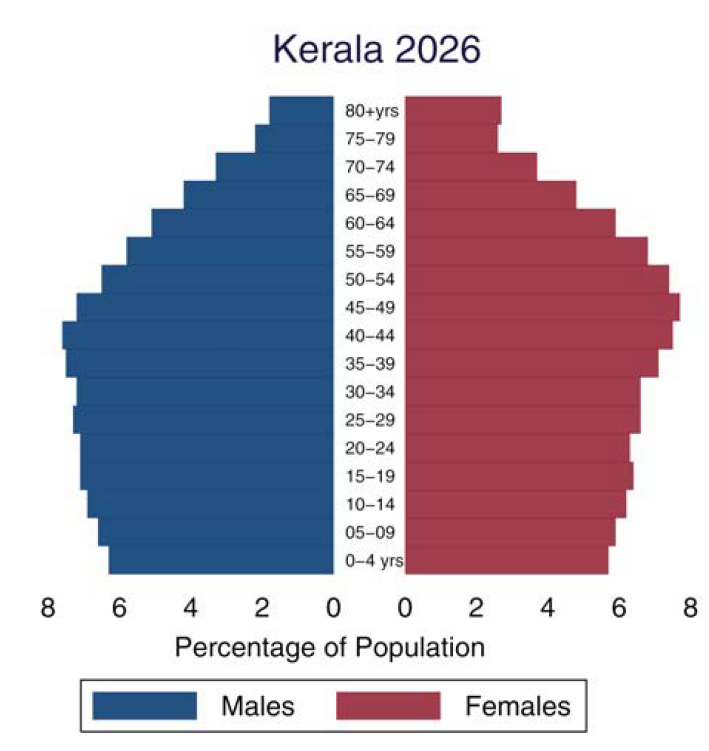 Kerala 2026
80+yrs
75–79
70–74
65–69
60–64
55–59
50–54
45–49
40–44
35–39
30–34
25–29
20–24
15–19
10–14
05–09
0–4 yrs
8 6 4 2 0 0 2 4 6 8
Percentage of Population
Males Females